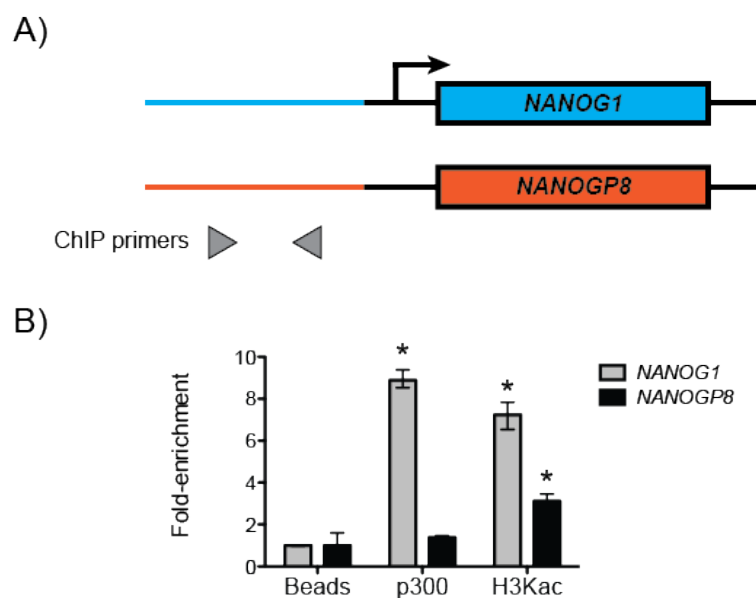 A)
NANOG1
NANOGP8
ChIP primers
B)
Fold-enrichment
10
8
6
4
2
0
* * *
NANOG1
NANOGP8
Beads p300 H3Kac